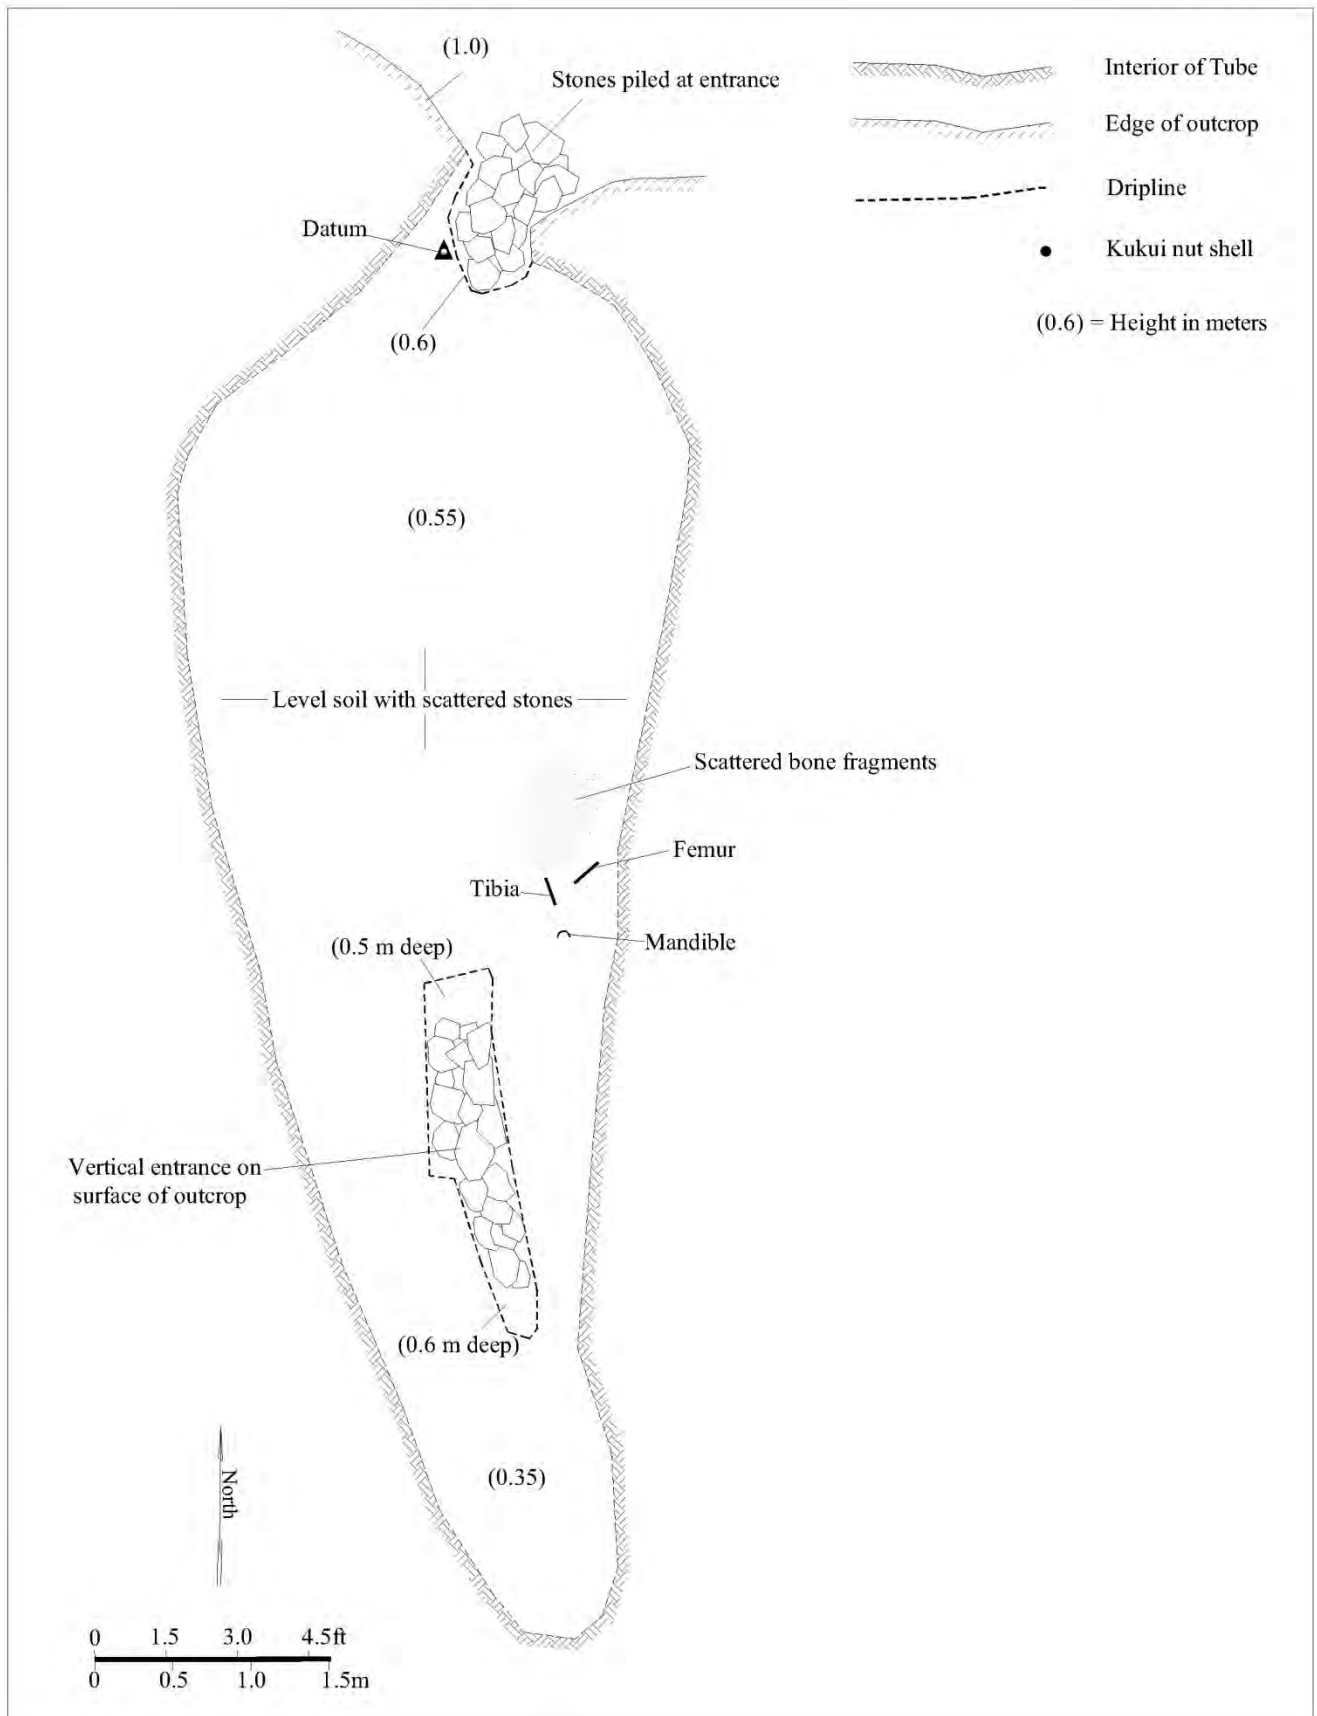 (1.0)
Stones piled at entrance
Interior of Tube
Edge of outcrop
Dripline
Datum
Kukui nut shell
(0.6) = Height in meters
(0.6)
(0.55)
Level soil with scattered stones
Scattered bone fragments
Femur
Tibia
Mandible
(0.5 m deep)
Vertical entrance on
surface of outcrop
(0.6 m deep)
(0.35)
North
0 1.5 3.0 4.5ft
0 0.5 1.0 1.5m